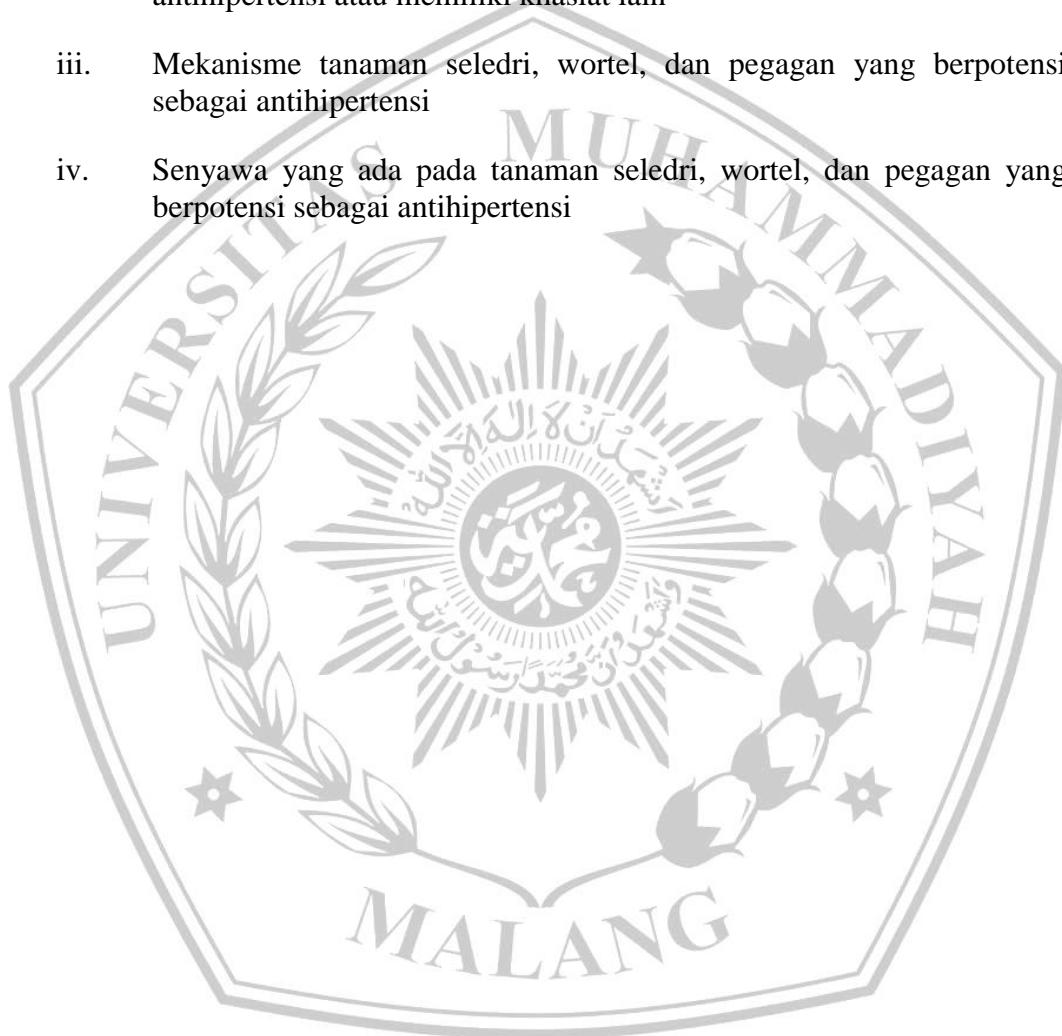 antihipertensi atau memiliki khasiat lain
iii. Mekanisme tanaman seledri, wortel, dan pegagan yang berpotensi
sebagai antihipertensi
iv. Senyawa yang ada pada tanaman seledri, wortel, dan pegagan yang
berpotensi sebagai antihipertensi
UNIVERSITAS MUHAMMADIYAH
MALANG